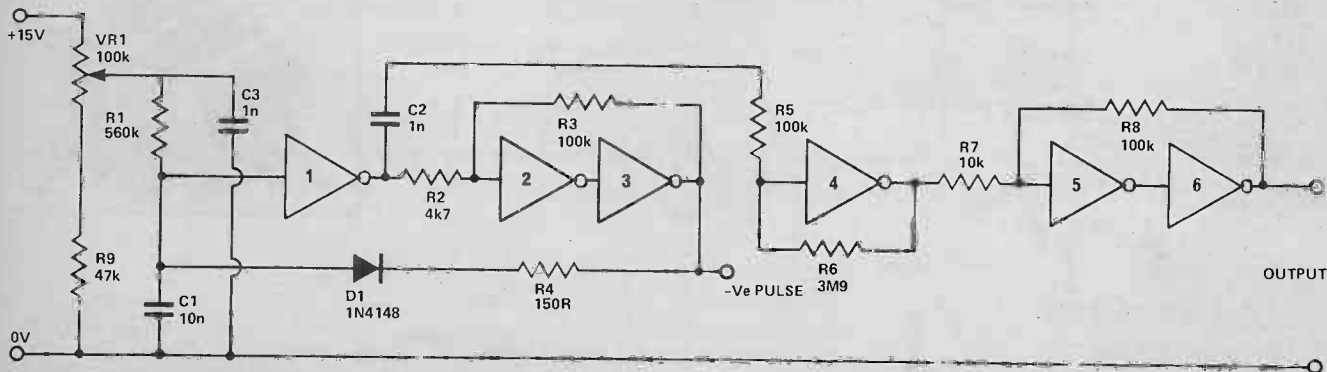 +15V
VR1
100k
R1
560k
C3
1n
1
C2
1n
R2
4k7
R3
100k
2
3
R5
100k
4
R6
3M9
R7
10k
R8
100k
5
6
R9
47k
C1
10n
D1
1N4148
R4
150R
-Ve PULSE
OUTPUT
0V